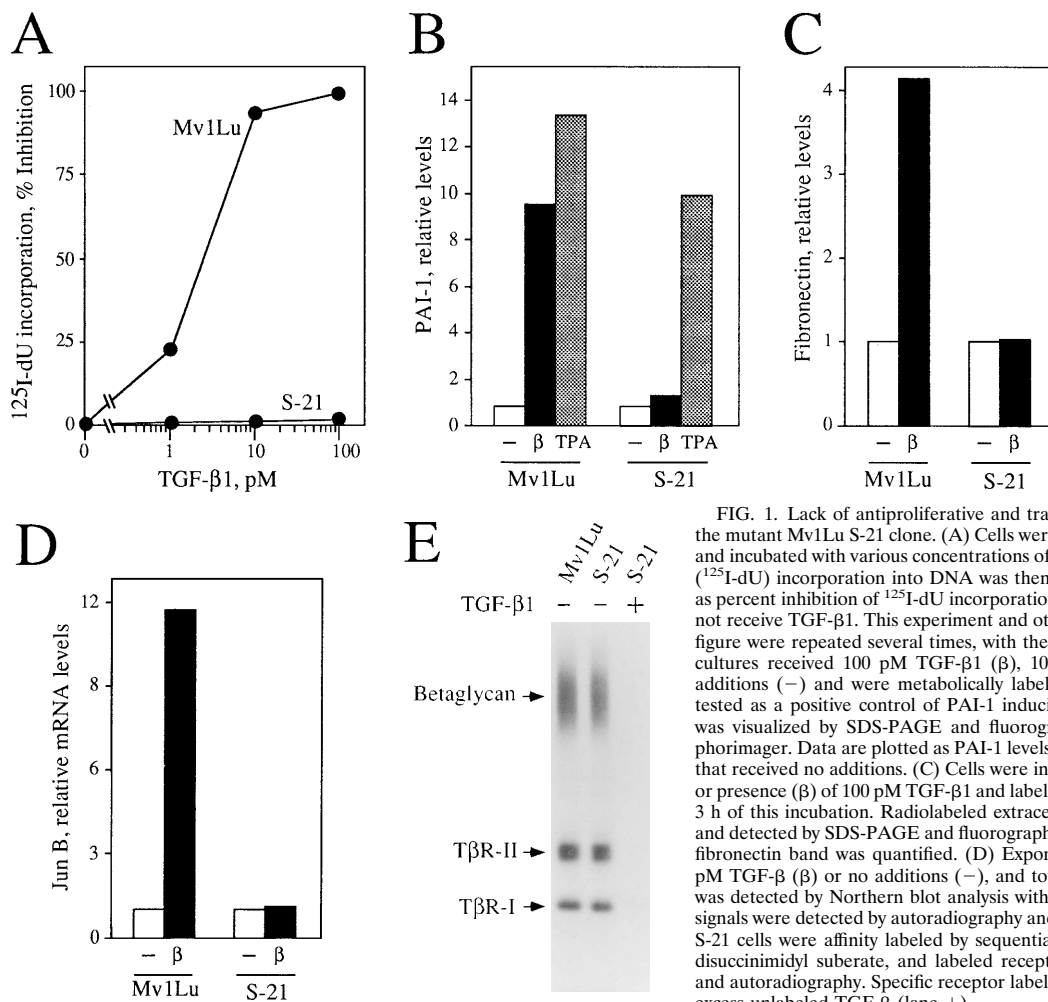 A
100
75
50
25
0
125I-dU incorporation, % Inhibition
Mv1Lu
S-21
0 1 10 100
TGF-β1, pM
B
14
12
10
8
6
4
2
0
PAI-1, relative levels
− β TPA − β TPA
Mv1Lu S-21
C
4
3
2
1
0
Fibronectin, relative levels
− β − β
Mv1Lu S-21
D
12
8
6
3
0
Jun B, relative mRNA levels
− β − β
Mv1Lu S-21
E
Mv1Lu S-21 S-21
TGF-β1 − − +
Betaglycan
TβR-II
TβR-I
FIG. 1. Lack of antiproliferative and tra
the mutant Mv1Lu S-21 clone. (A) Cells were
and incubated with various concentrations of
(125I-dU) incorporation into DNA was then
as percent inhibition of 125I-dU incorporatio
not receive TGF-β1. This experiment and ot
figure were repeated several times, with the
cultures received 100 pM TGF-β1 (β), 10
additions (−) and were metabolically label
tested as a positive control of PAI-1 induci
was visualized by SDS-PAGE and fluorog
phorimager. Data are plotted as PAI-1 levels
that received no additions. (C) Cells were in
or presence (β) of 100 pM TGF-β1 and label
3 h of this incubation. Radiolabeled extrace
and detected by SDS-PAGE and fluorograph
fibronectin band was quantified. (D) Expon
pM TGF-β (β) or no additions (−), and to
was detected by Northern blot analysis with
signals were detected by autoradiography and
S-21 cells were affinity labeled by sequentia
disuccinimidyl suberate, and labeled recept
and autoradiography. Specific receptor label
excess unlabeled TGF-β (lane +)